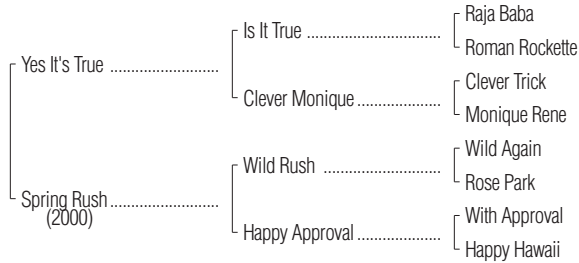 Raja Baba
Is It True ..............................
Roman Rockette
Yes It's True ........................
Clever Trick
Clever Monique ...................
Monique Rene
Wild Again
Wild Rush ..........................
Rose Park
Spring Rush ........................
(2000)
With Approval
Happy Approval ...................
Happy Hawaii